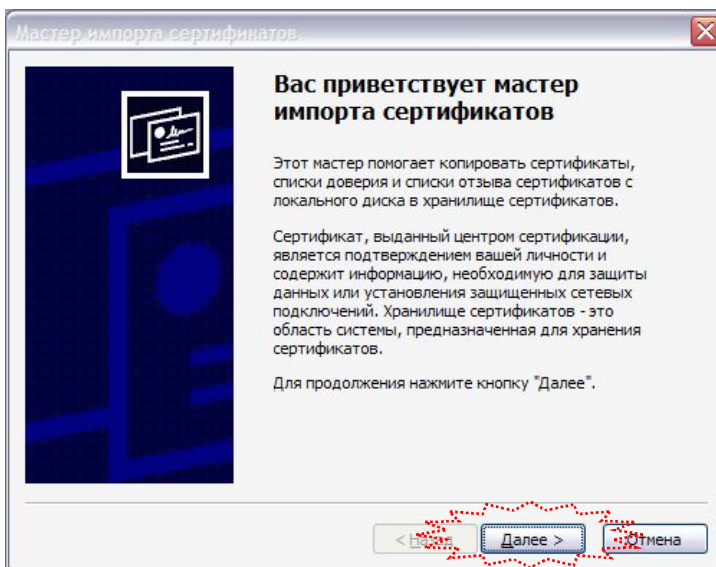 Мастер импорта сертификатов
Вас приветствует мастер
импорта сертификатов
Этот мастер помогает копировать сертификаты,
списки доверия и списки отзыва сертификатов с
локального диска в хранилище сертификатов.
Сертификат, выданный центром сертификации,
является подтверждением вашей личности и
содержит информацию, необходимую для защиты
данных или установления защищенных сетевых
подключений. Хранилище сертификатов - это
область системы, предназначенная для хранения
сертификатов.
Для продолжения нажмите кнопку "Далее".
< Назад Далее > Отмена